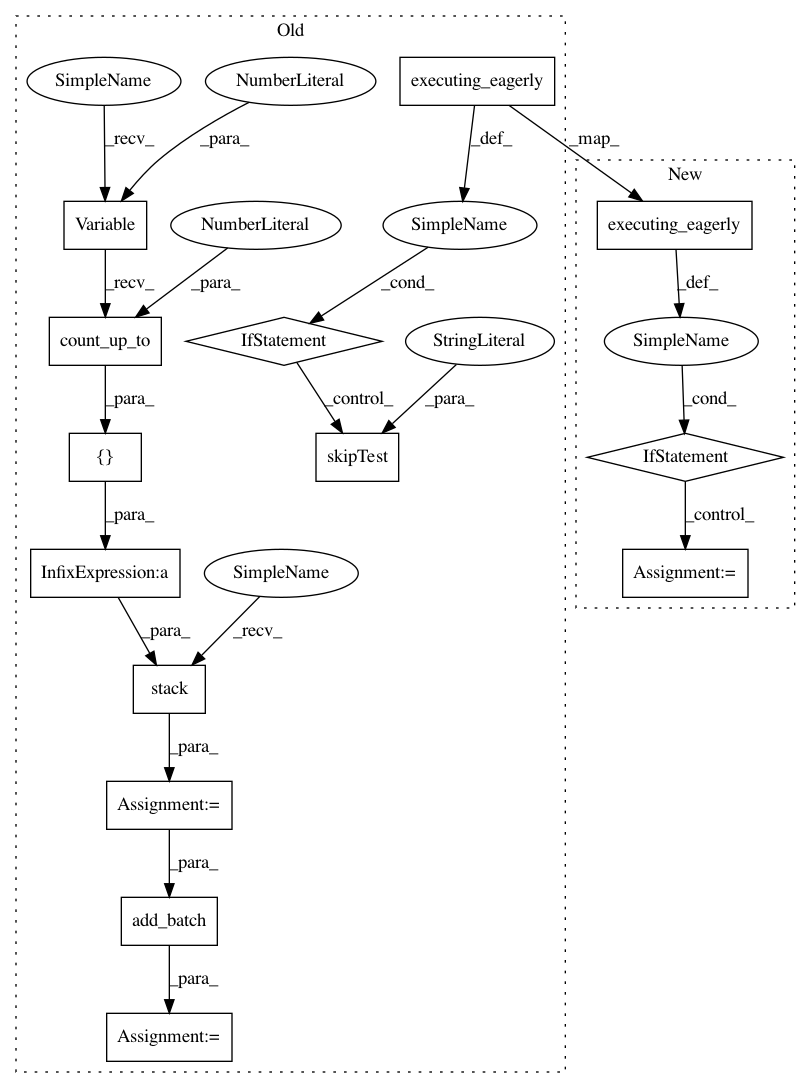 Old
SimpleName
NumberLiteral
executing_eagerly
_recv_
_para_
_def_
_map_
New
Variable
NumberLiteral
SimpleName
executing_eagerly
_recv_
_para_
_cond_
_def_
count_up_to
IfStatement
StringLiteral
SimpleName
_para_
_control_
_para_
_cond_
{}
skipTest
IfStatement
_para_
_control_
InfixExpression:a
SimpleName
Assignment:=
_para_
_recv_
stack
_para_
Assignment:=
_para_
add_batch
_para_
Assignment:=